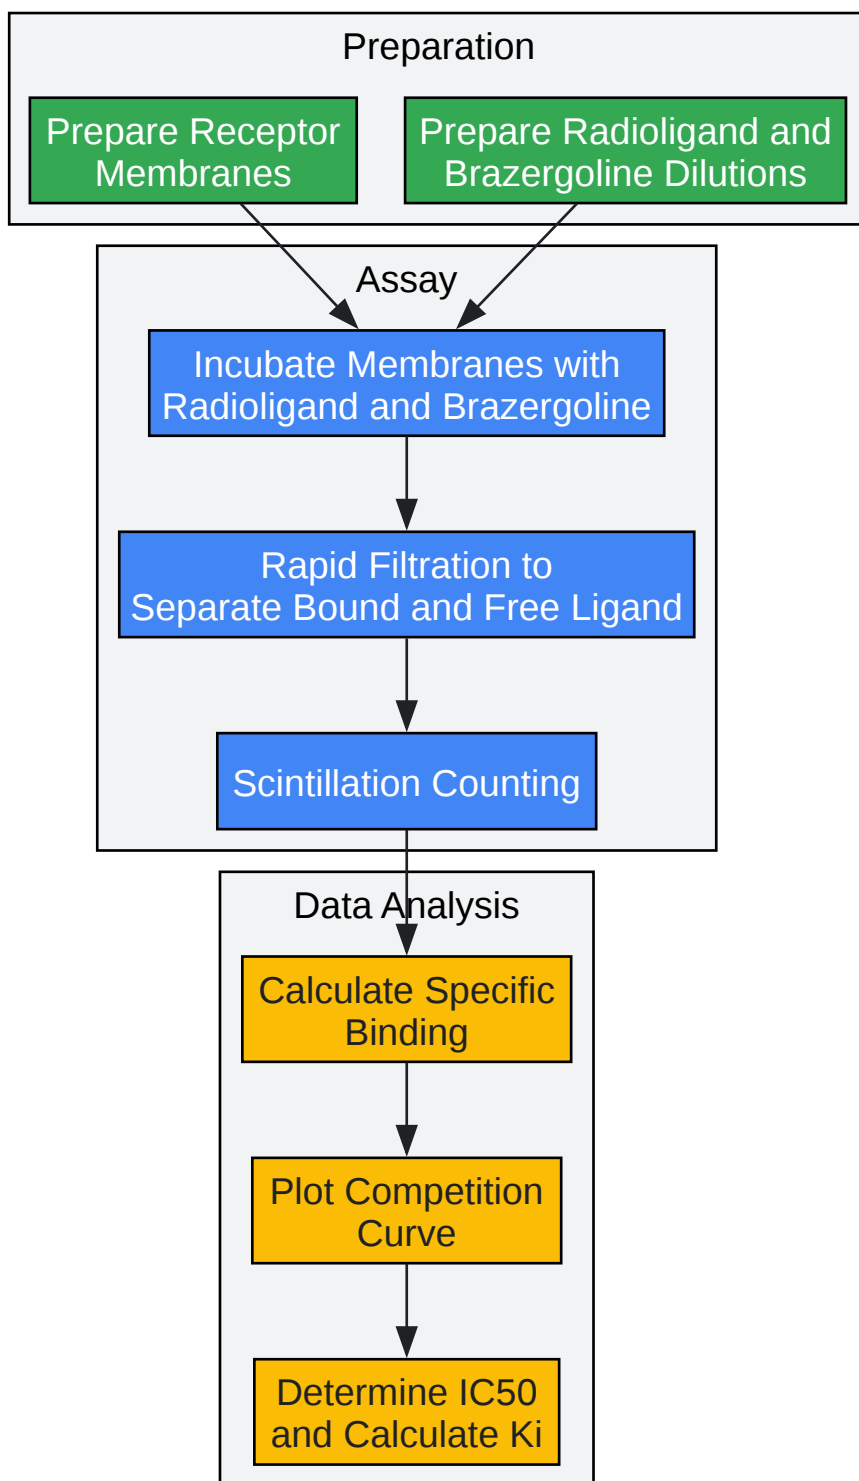 Preparation
Prepare Receptor
Membranes
Prepare Radioligand and
Brazergoline Dilutions
Assay
Incubate Membranes with
Radioligand and Brazergoline
Rapid Filtration to
Separate Bound and Free Ligand
Scintillation Counting
Data Analysis
Calculate Specific
Binding
Plot Competition
Curve
Determine IC50
and Calculate Ki